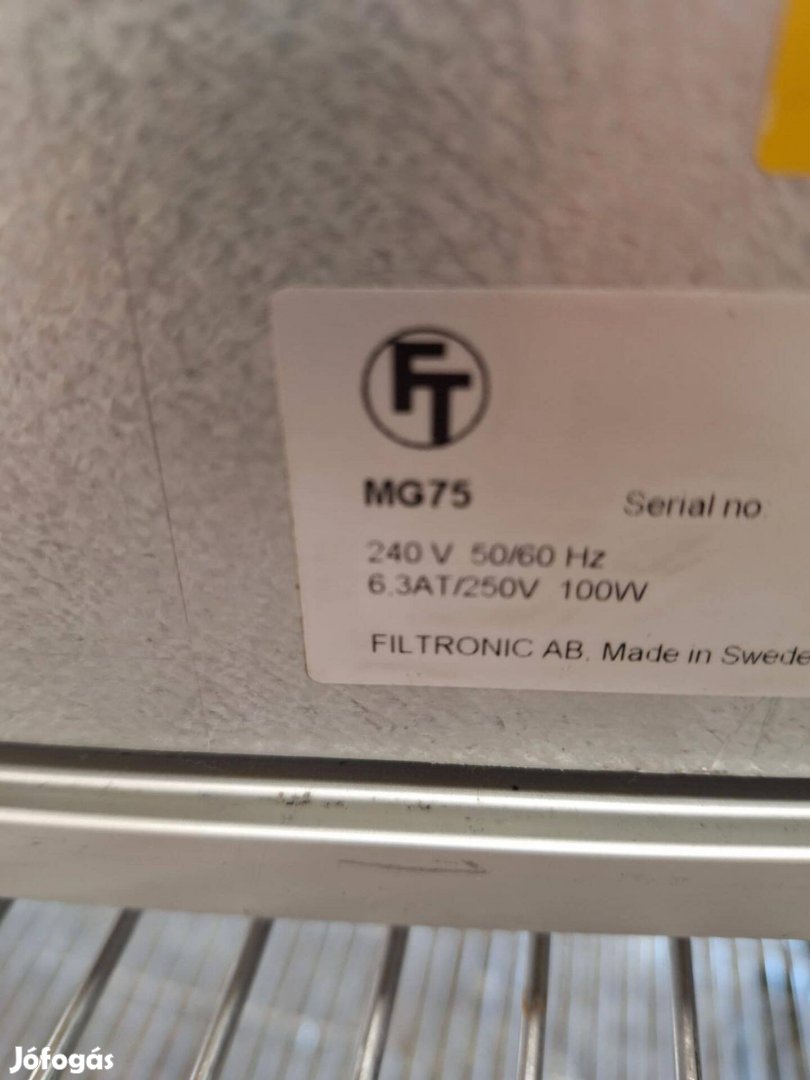 FT
MG75
Serial no
240 V 50/60 Hz
6.3AT/250V 100W
FILTRONIC AB. Made in Swede
Jófogás